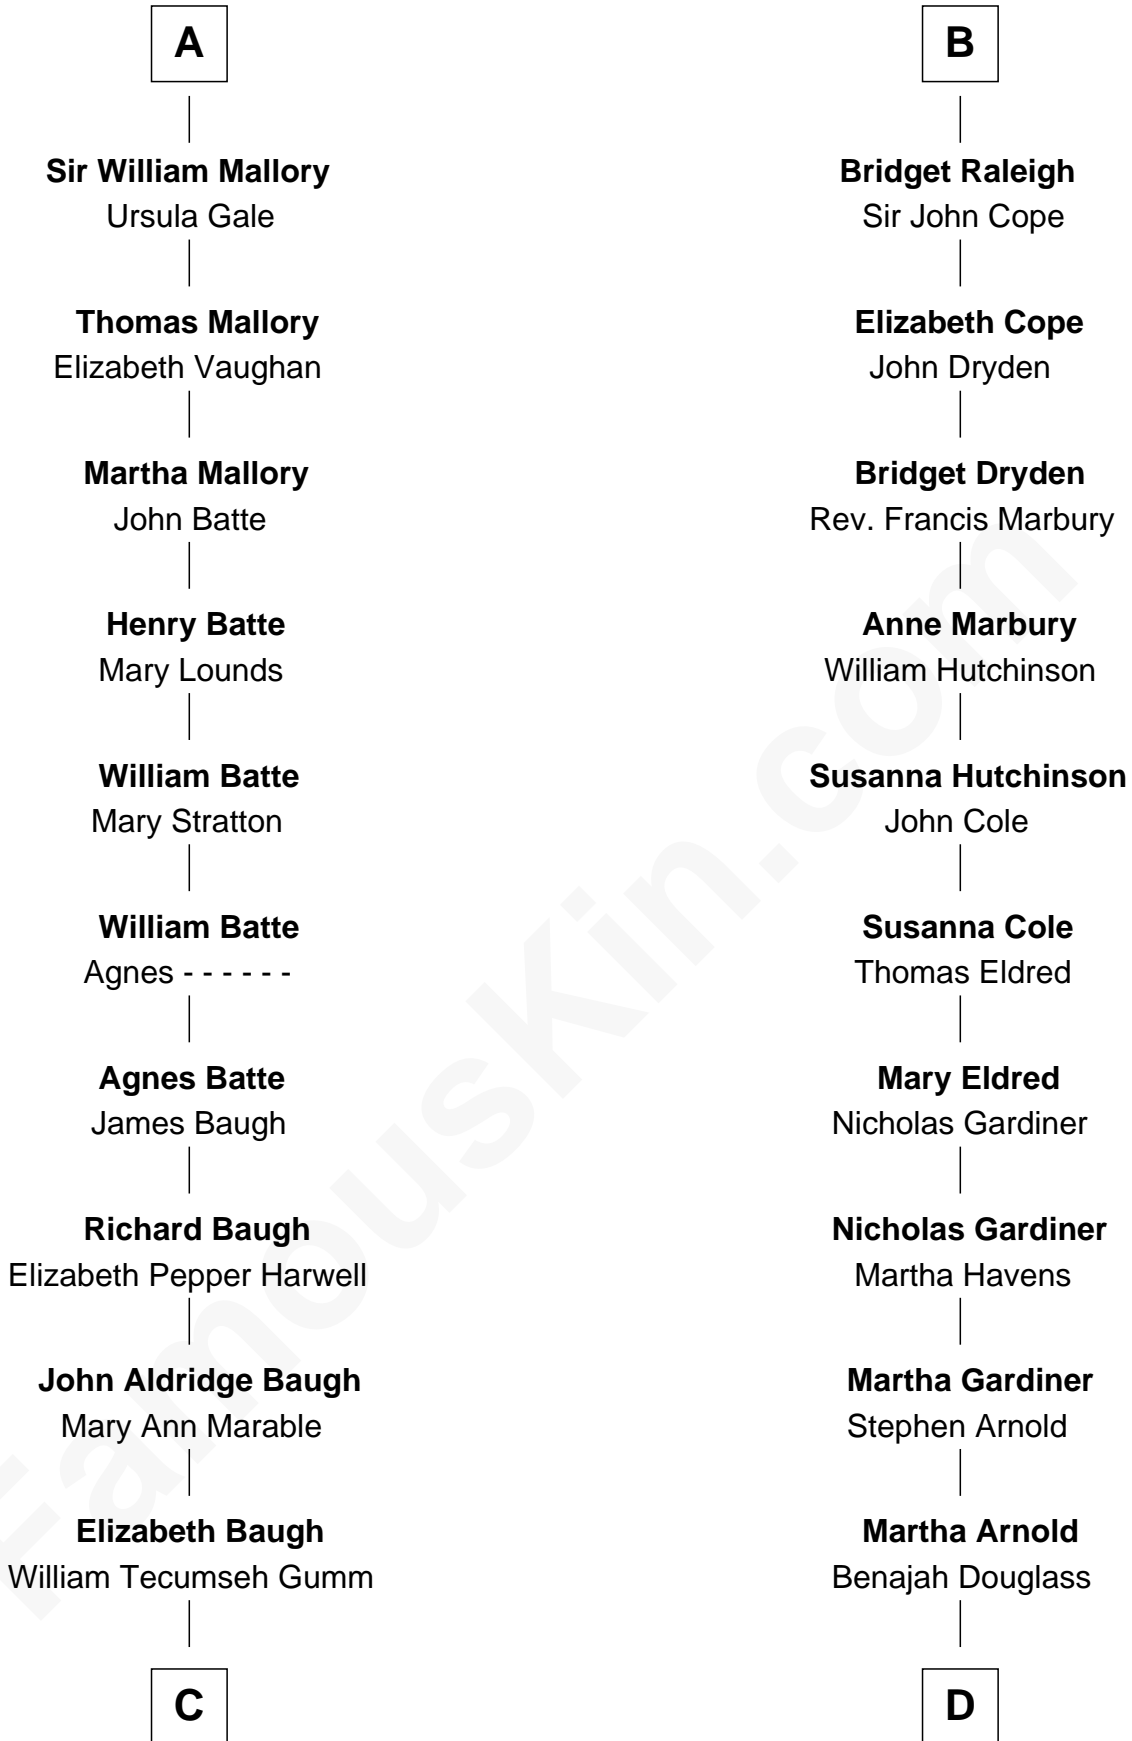 A
Sir William Mallory
Ursula Gale
Thomas Mallory
Elizabeth Vaughan
Martha Mallory
John Batte
Henry Batte
Mary Lounds
William Batte
Mary Stratton
William Batte
Agnes - - - - - -
Agnes Batte
James Baugh
Richard Baugh
Elizabeth Pepper Harwell
John Aldridge Baugh
Mary Ann Marable
Elizabeth Baugh
William Tecumseh Gumm
C
B
Bridget Raleigh
Sir John Cope
Elizabeth Cope
John Dryden
Bridget Dryden
Rev. Francis Marbury
Anne Marbury
William Hutchinson
Susanna Hutchinson
John Cole
Susanna Cole
Thomas Eldred
Mary Eldred
Nicholas Gardiner
Nicholas Gardiner
Martha Havens
Martha Gardiner
Stephen Arnold
Martha Arnold
Benajah Douglass
D
FamousKin.com